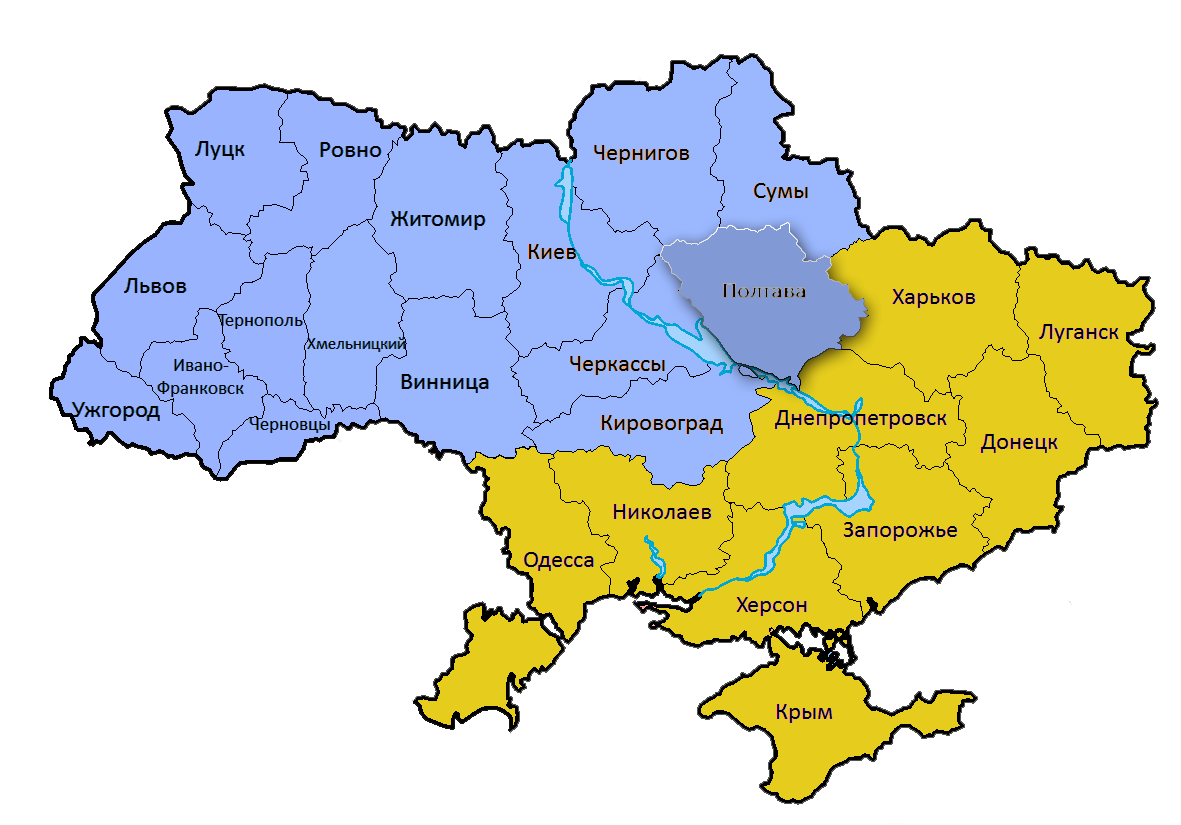 Луцк
Ровно
Чернигов
Сумы
Житомир
Киев
Львов
Полтава
Харьков
Тернополь
Луганск
Хмельницкий
Ивано-
Франковск
Черкассы
Винница
Ужгород
Черновцы
Кировоград
Днепропетровск
Донецк
Николаев
Запорожье
Одесса
Херсон
Крым